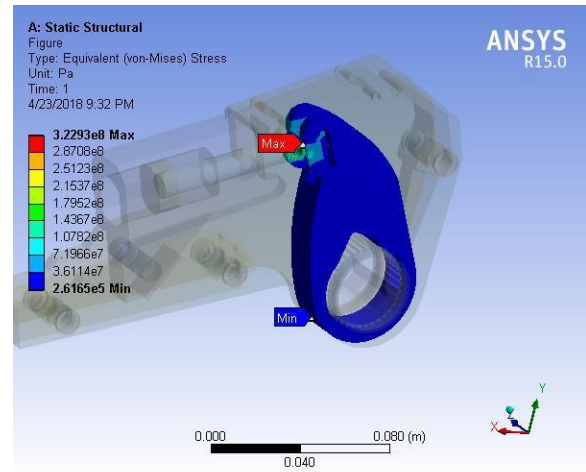 A: Static Structural
Figure
Type: Equivalent (von-Mises) Stress
Unit: Pa
Time: 1
4/23/2018 9:32 PM
ANSYS
R15.0
3.2293e8 Max
2.8708e8
2.5123e8
2.1537e8
1.7952e8
1.4367e8
1.0782e8
7.1966e7
3.6114e7
2.6165e5 Min
Max
Min
0.000
0.080 (m)
0.040
Y
X
Z